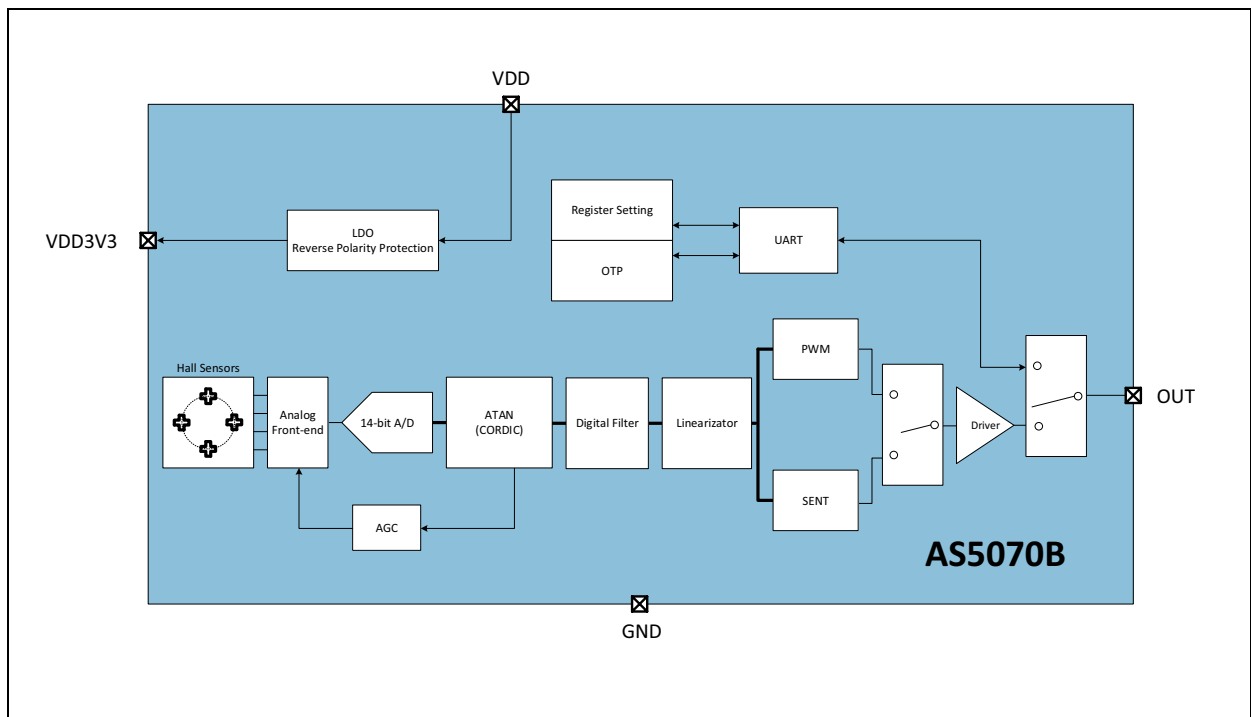 VDD
VDD3V3
LDO
Reverse Polarity Protection
Register Setting
OTP
UART
Hall Sensors
Analog
Front-end
14-bit A/D
ATAN
(CORDIC)
Digital Filter
Linearizator
PWM
SENT
Driver
OUT
AGC
AS5070B
GND